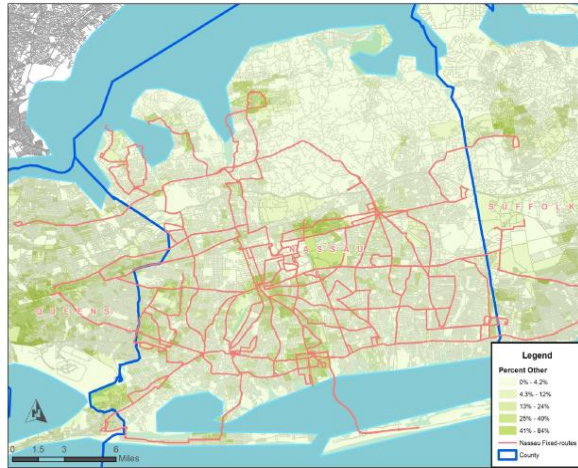 NASSAU
SUFFOLK
QUEENS
N
0 1.5 3 6
Miles
Legend
Percent Other
0% - 4.2%
4.3% - 12%
13% - 24%
25% - 40%
41% - 84%
Nassau Fixed-routes
County